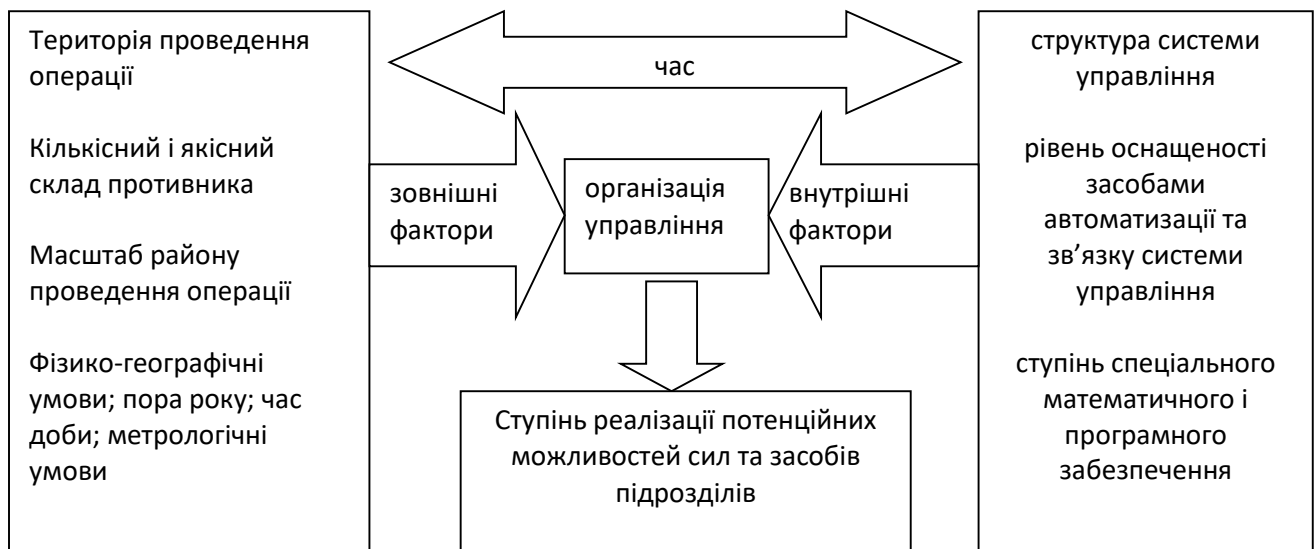 Територія проведення
операції
Кількісний і якісний
склад противника
Масштаб району
проведення операції
Фізико-географічні
умови; пора року; час
доби; метрологічні
умови
час
зовнішні
фактори
організація
управління
внутрішні
фактори
Ступінь реалізації потенційних
можливостей сил та засобів
підрозділів
структура системи
управління
рівень оснащеності
засобами
автоматизації та
зв’язку системи
управління
ступінь спеціального
математичного і
програмного
забезпечення